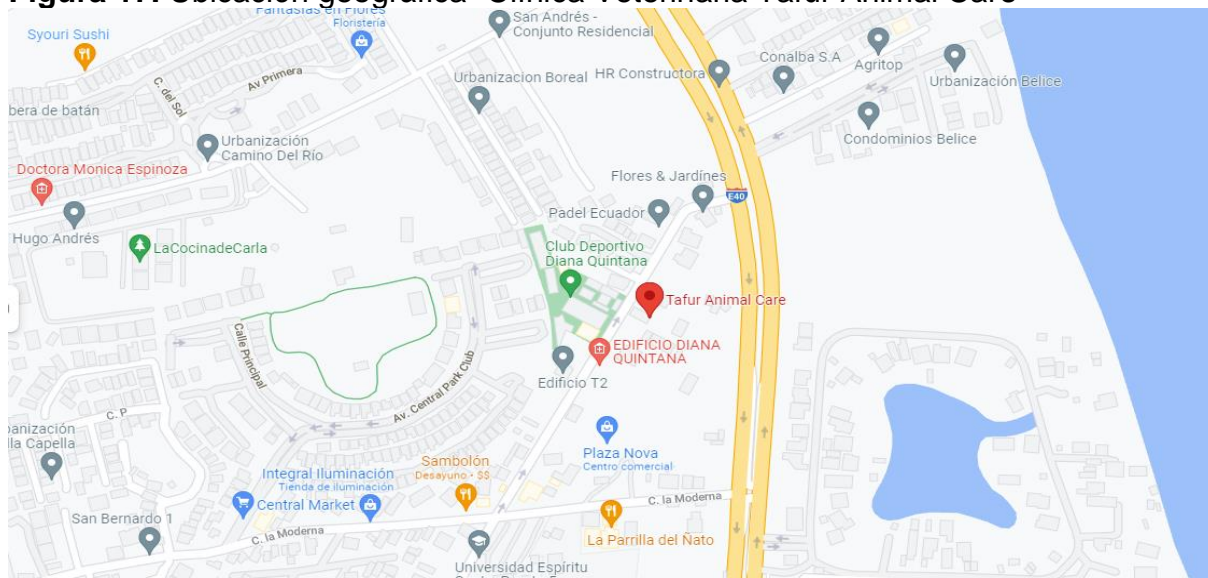 Fantasías en Flores
Floristería
San Andrés -
Conjunto Residencial
Syouri Sushi
Av Primera
C. del Sol
Urbanizacion Boreal
HR Constructora
Conalba S.A
Agritop
Urbanización Belice
bera de batán
Urbanización
Camino Del Río
Condominios Belice
Doctora Monica Espinoza
Flores & Jardínes
E40
Padel Ecuador
Hugo Andrés
LaCocinadeCarla
Club Deportivo
Diana Quintana
Tafur Animal Care
Calle Principal
EDIFICIO DIANA
QUINTANA
Edificio T2
Av. Central Park Club
C. P
anización
lla Capella
Plaza Nova
Centro comercial
Sambolón
Desayuno • $$
Integral Iluminación
Tienda de iluminación
Central Market
C. la Moderna
San Bernardo 1
C. la Moderna
La Parrilla del Ñato
Universidad Espíritu